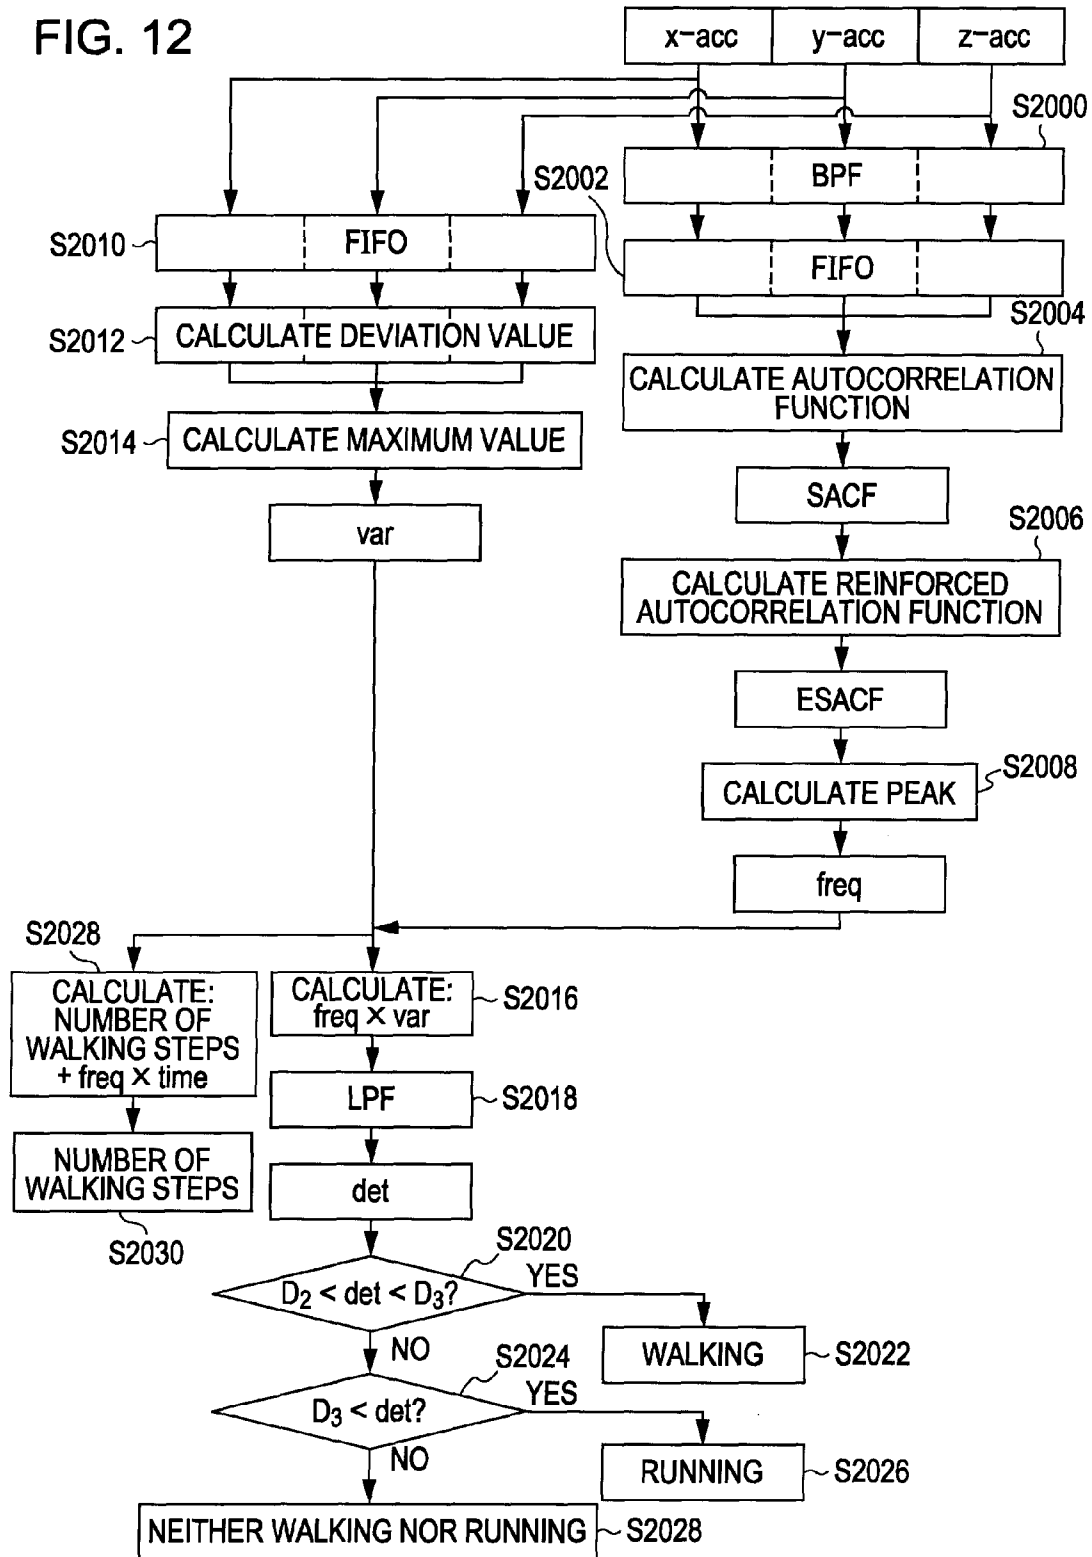 FIG. 12
x-acc
y-acc
z-acc
S2000
BPF
S2002
FIFO
S2010
FIFO
S2012
CALCULATE DEVIATION VALUE
S2004
CALCULATE AUTOCORRELATION
FUNCTION
S2014
CALCULATE MAXIMUM VALUE
SACF
var
S2006
CALCULATE REINFORCED
AUTOCORRELATION FUNCTION
ESACF
S2008
CALCULATE PEAK
freq
S2028
CALCULATE:
NUMBER OF
WALKING STEPS
+ freq × time
CALCULATE:
freq × var
S2016
LPF
S2018
NUMBER OF
WALKING STEPS
S2030
det
S2020
D2 < det < D3?
YES
NO
WALKING
S2022
S2024
D3 < det?
YES
NO
RUNNING
S2026
NEITHER WALKING NOR RUNNING
S2028